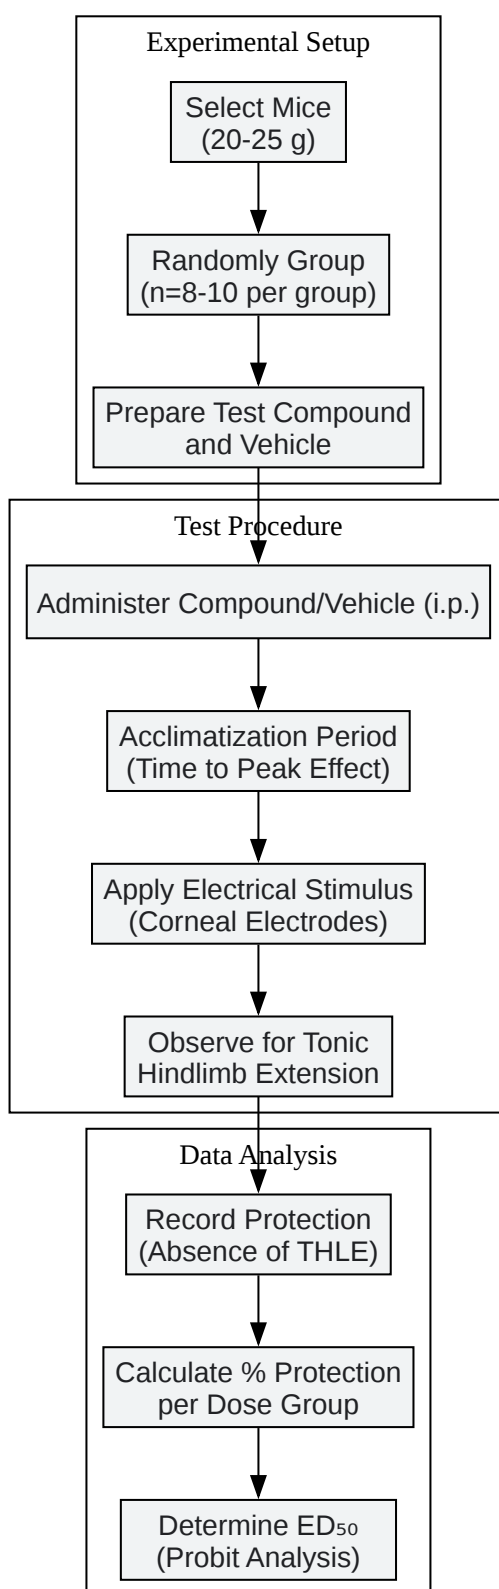 Experimental Setup
Select Mice
(20-25 g)
Randomly Group
(n=8-10 per group)
Prepare Test Compound
and Vehicle
Test Procedure
Administer Compound/Vehicle (i.p.)
Acclimatization Period
(Time to Peak Effect)
Apply Electrical Stimulus
(Corneal Electrodes)
Observe for Tonic
Hindlimb Extension
Data Analysis
Record Protection
(Absence of THLE)
Calculate % Protection
per Dose Group
Determine ED₅₀
(Probit Analysis)